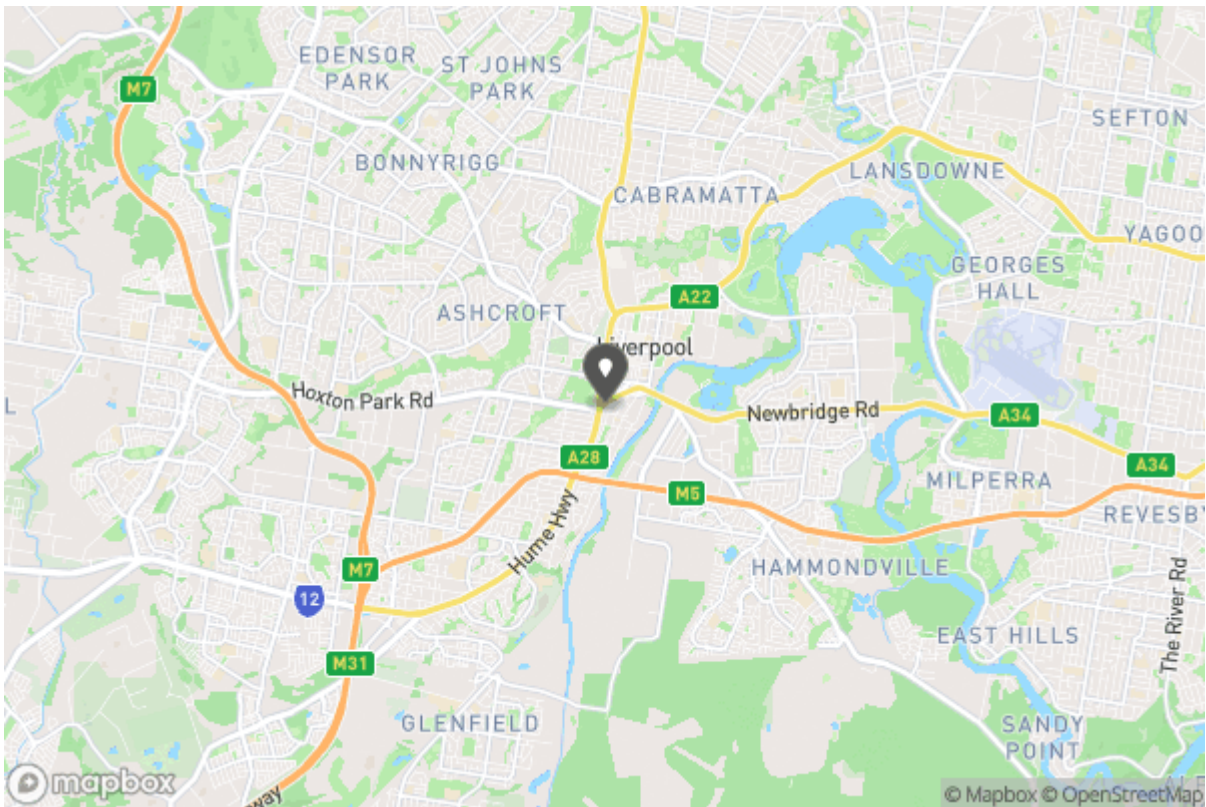 M7
EDENSOR
PARK
ST JOHNS
PARK
SEFTON
BONNYRIGG
LANSDOWNE
CABRAMATTA
YAGOO
GEORGES
HALL
A22
ASHCROFT
Liverpool
Hoxton Park Rd
Newbridge Rd
A34
A28
A34
MILPERRA
M5
REVESBY
Hume Hwy
M7
HAMMONDVILLE
12
The River Rd
EAST HILLS
M31
GLENFIELD
SANDY
POINT
mapbox
© Mapbox © OpenStreetMap